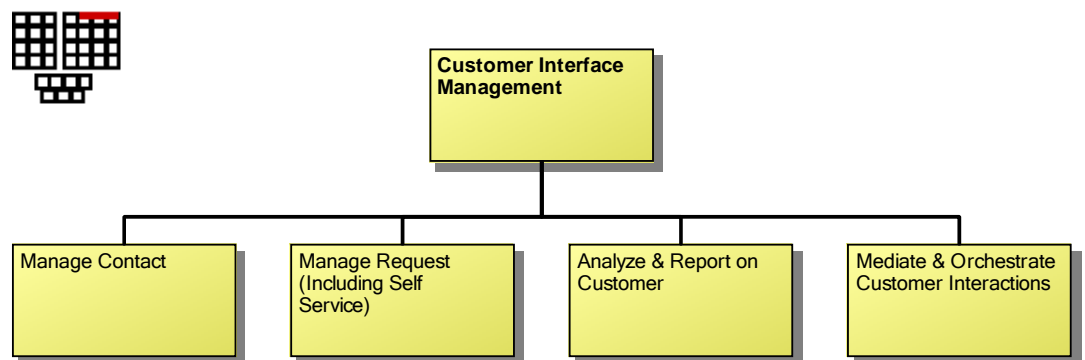 Customer Interface
Management
Manage Contact
Manage Request
(Including Self
Service)
Analyze & Report on
Customer
Mediate & Orchestrate
Customer Interactions